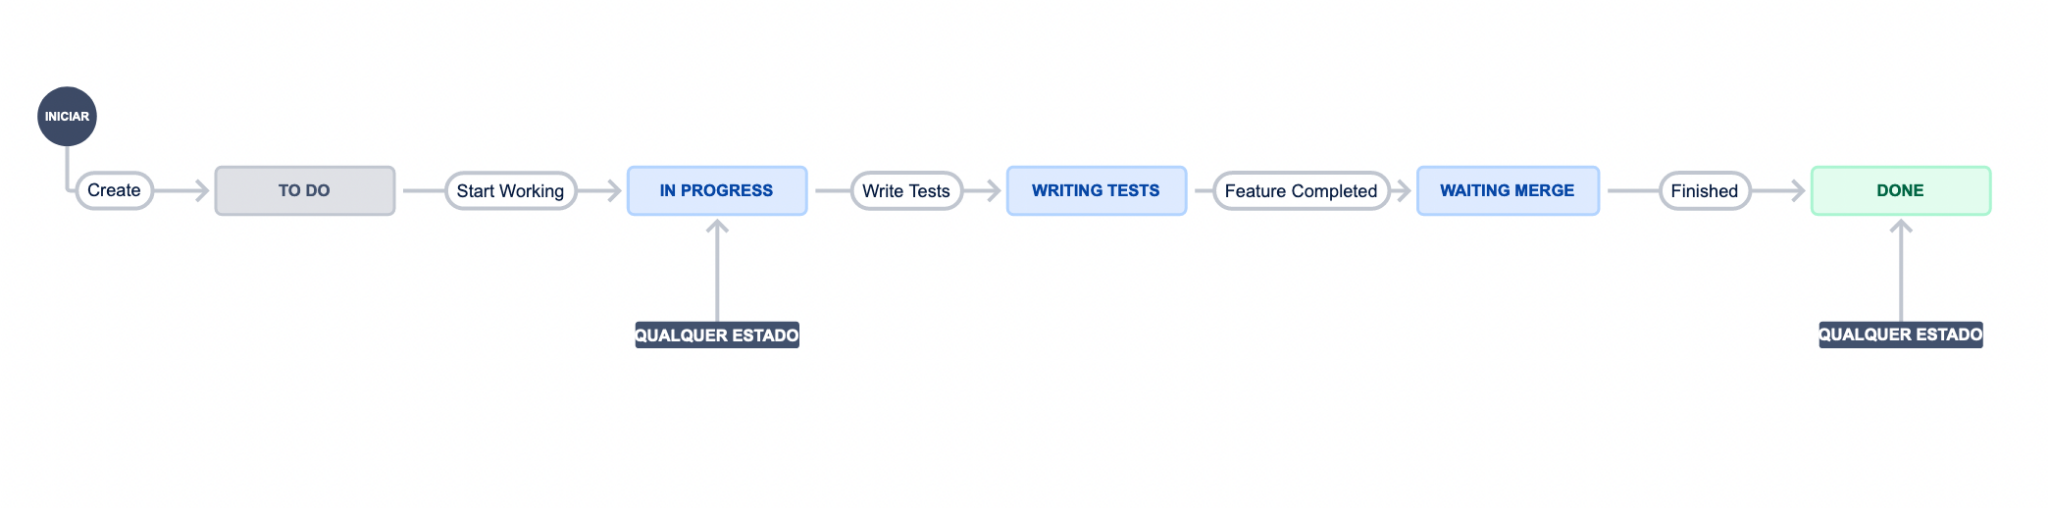 INICIAR
Create
TO DO
Start Working
IN PROGRESS
Write Tests
WRITING TESTS
Feature Completed
WAITING MERGE
Finished
DONE
QUALQUER ESTADO
QUALQUER ESTADO